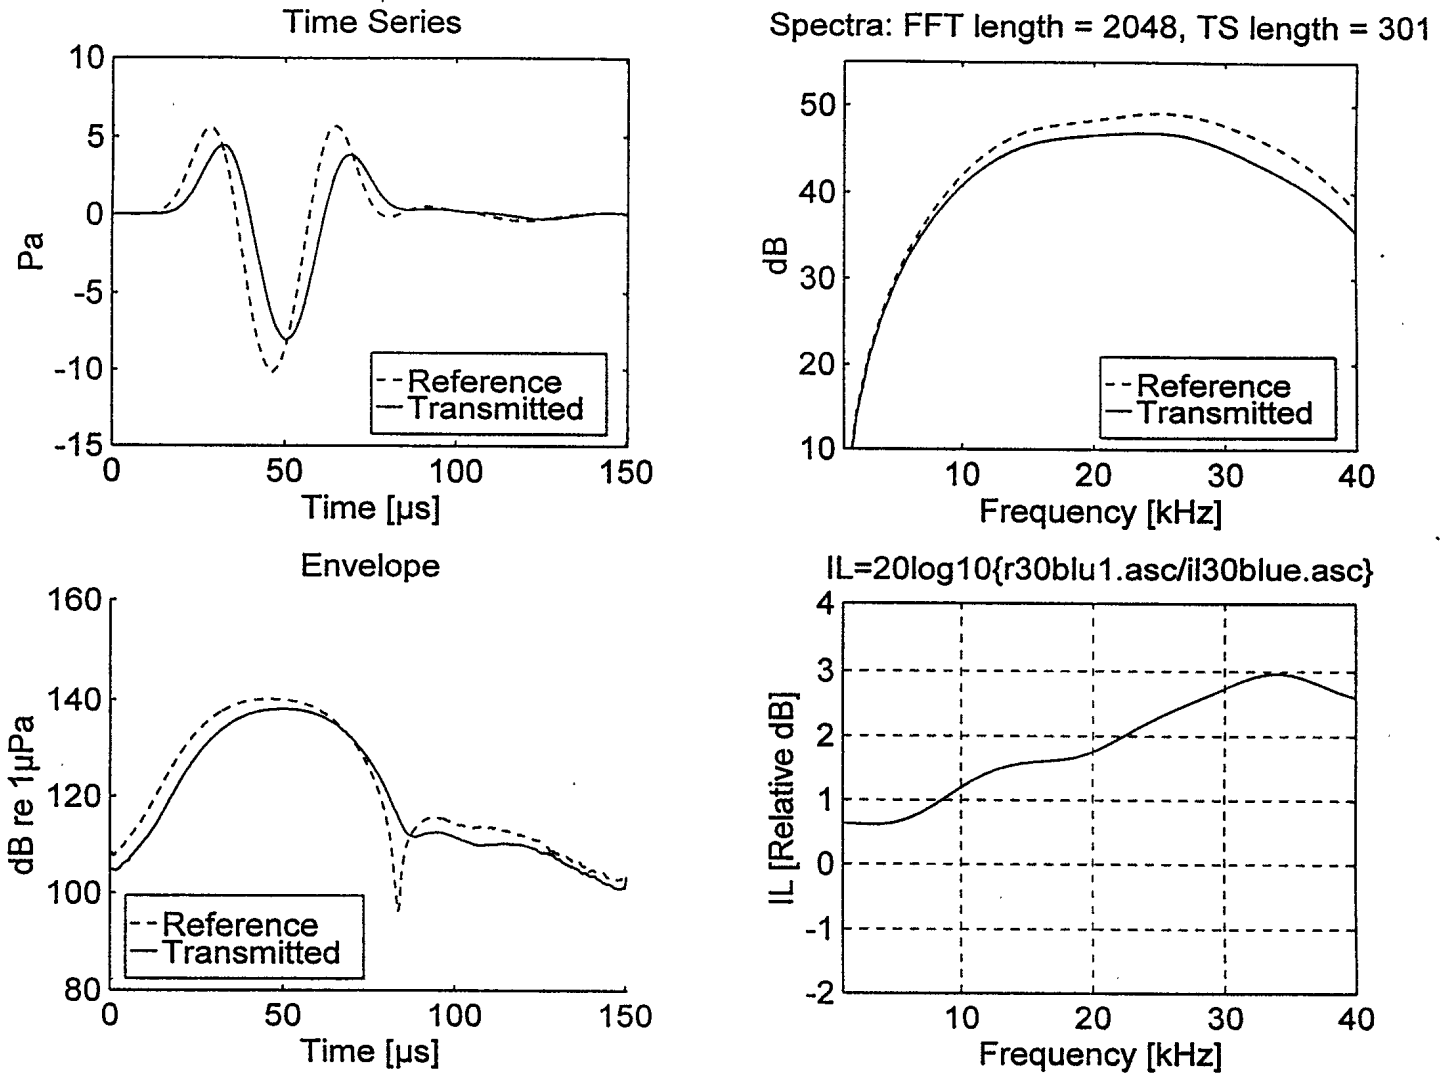 Time Series
10
5
0
-5
-10
-15
Pa
Reference
Transmitted
0
50
100
150
Time [µs]
Spectra: FFT length = 2048, TS length = 301
50
40
30
20
10
dB
Reference
Transmitted
10
20
30
40
Frequency [kHz]
Envelope
160
140
120
100
80
dB re 1µPa
Reference
Transmitted
0
50
100
150
Time [µs]
IL=20log10{r30blu1.asc/il30blue.asc}
4
3
2
1
0
-1
-2
IL [Relative dB]
10
20
30
40
Frequency [kHz]